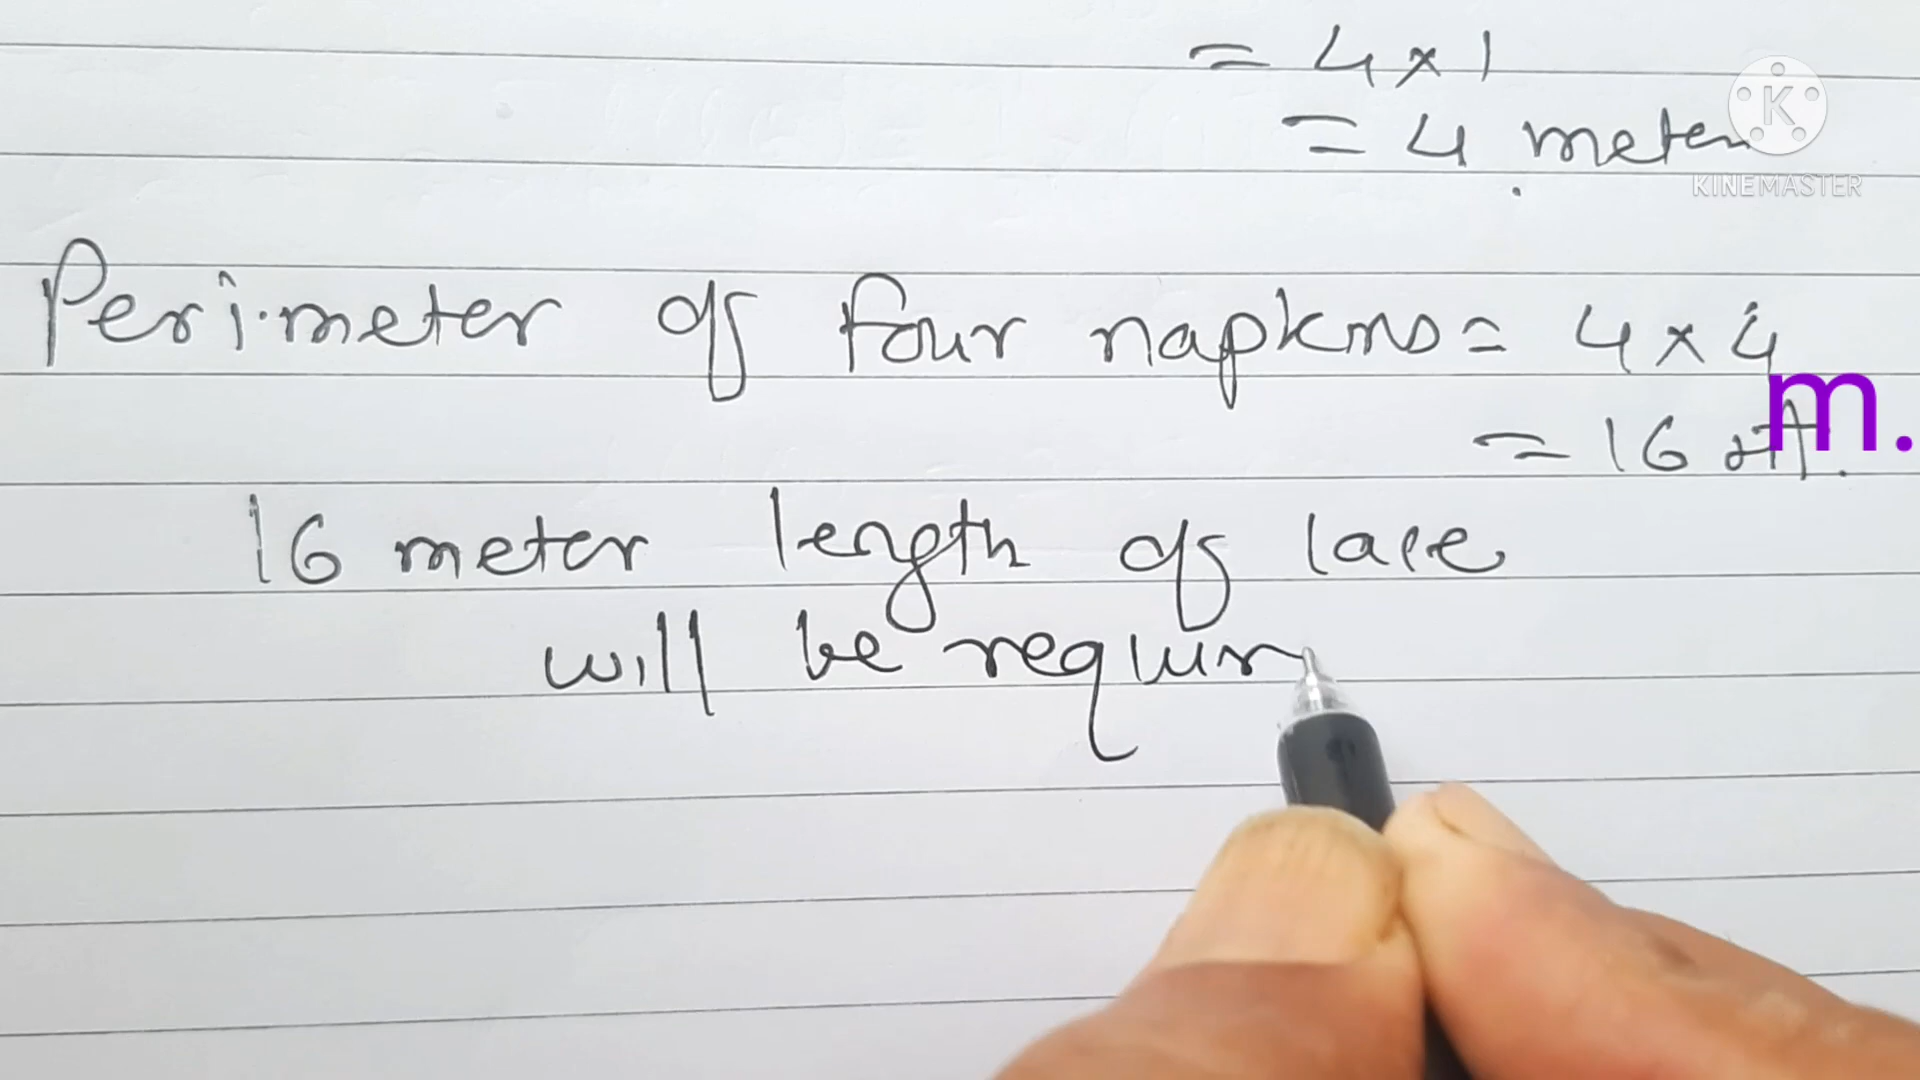 = 4 × 1
= 4 meter
KINEMASTER
Perimeter of four napkins = 4 × 4
= 16 m.
16 meter length of lace
will be requir